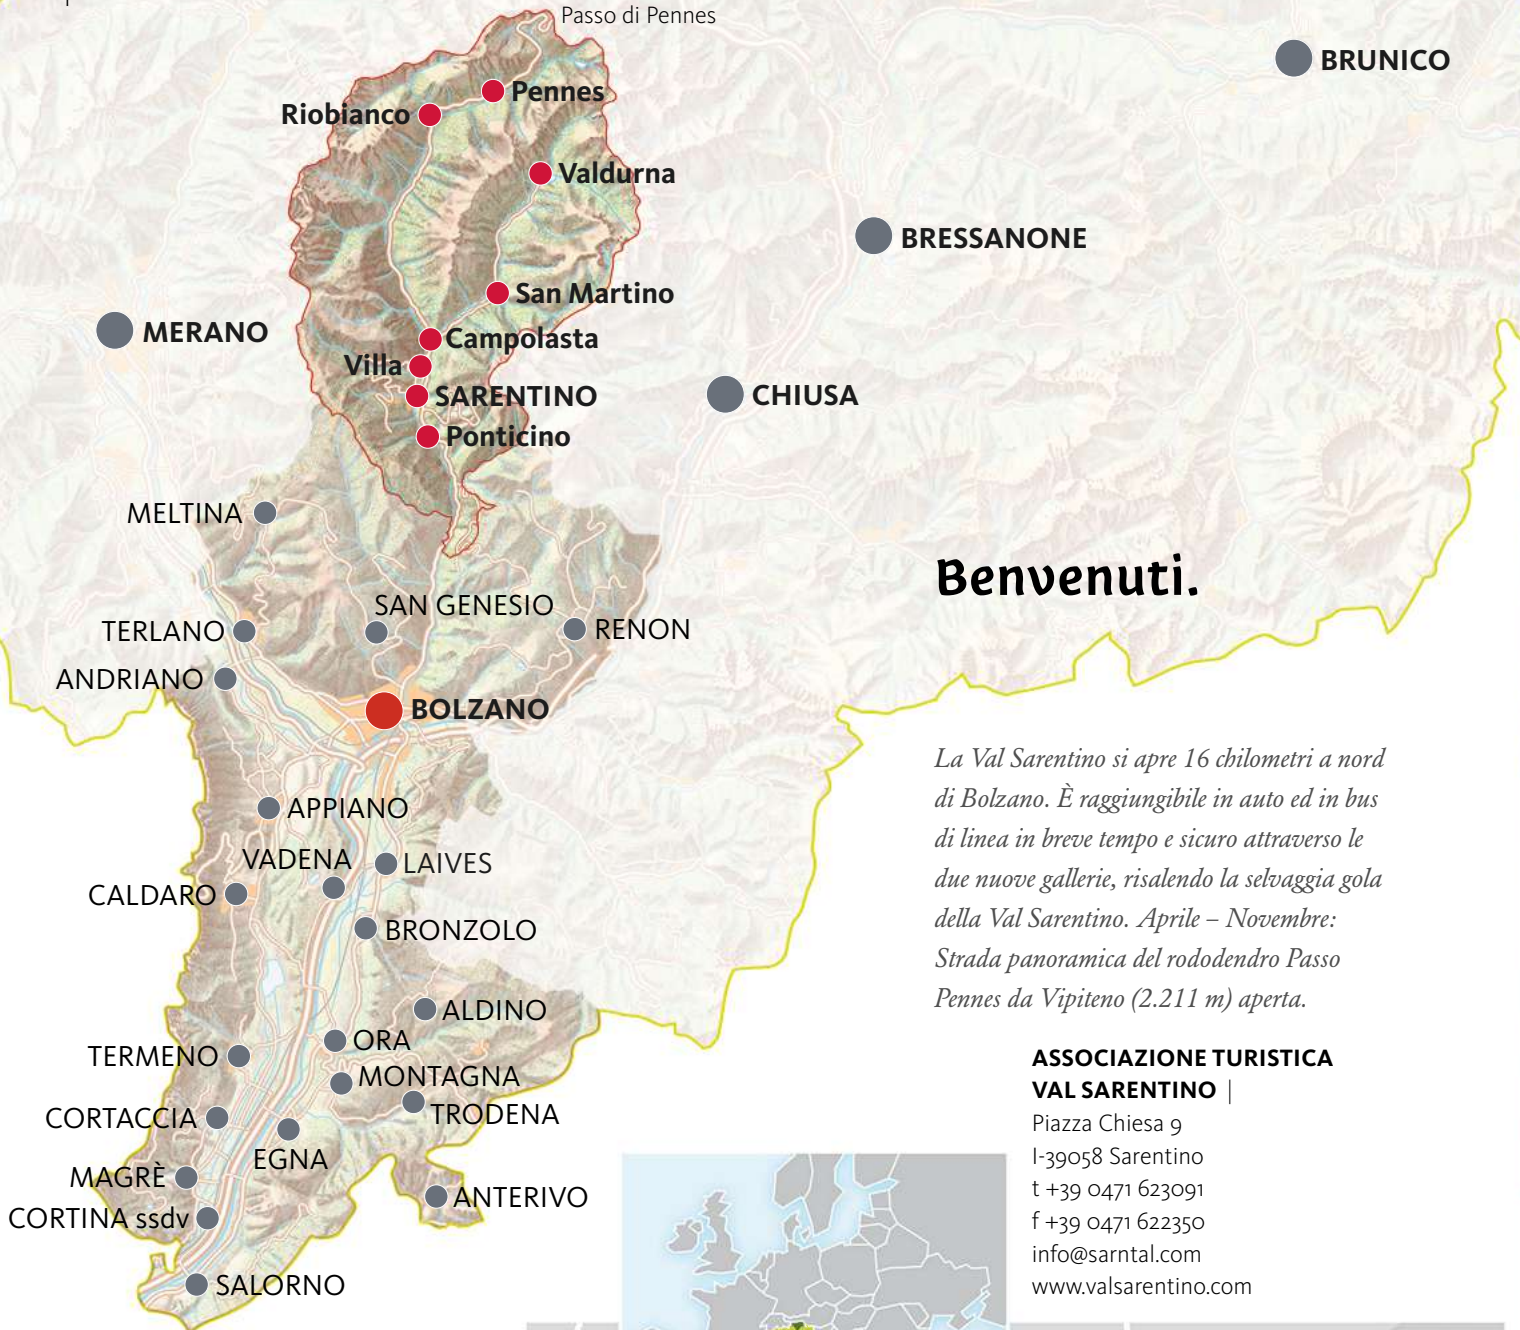 Passo di Pennes
BRUNICO
Pennes
Riobianco
Valdurna
BRESSANONE
San Martino
MERANO
Campolasta
Villa
SARENTINO
CHIUSA
Ponticino
MELTINA
Benvenuti.
SAN GENESIO
TERLANO
RENON
ANDRIANO
BOLZANO
La Val Sarentino si apre 16 chilometri a nord
di Bolzano. È raggiungibile in auto ed in bus
di linea in breve tempo e sicuro attraverso le
due nuove gallerie, risalendo la selvaggia gola
della Val Sarentino. Aprile – Novembre:
Strada panoramica del rododendro Passo
Pennes da Vipiteno (2.211 m) aperta.
APPIANO
VADENA
LAIVES
CALDARO
BRONZOLO
ALDINO
ORA
TERMENO
MONTAGNA
TRODENA
CORTACCIA
EGNA
MAGRÈ
ANTERIVO
CORTINA ssdv
SALORNO
ASSOCIAZIONE TURISTICA
VAL SARENTINO |
Piazza Chiesa 9
I-39058 Sarentino
t +39 0471 623091
f +39 0471 622350
info@sarntal.com
www.valsarentino.com